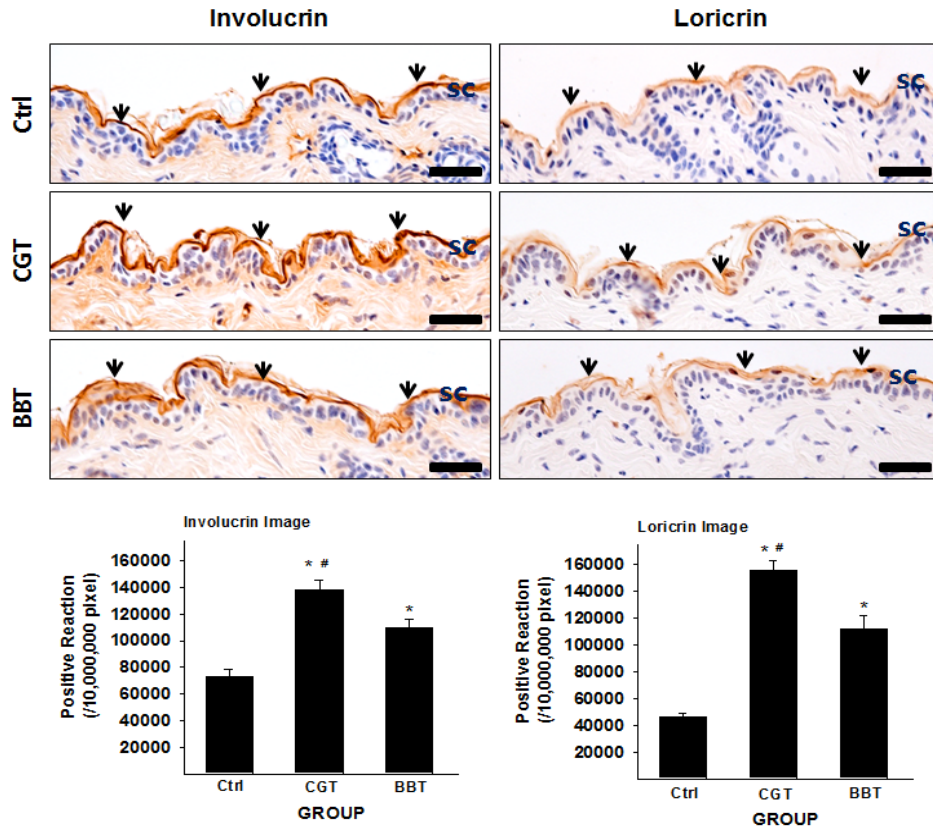 Involucrin
Loricrin
Ctrl
SC
SC
CGT
SC
SC
BBT
SC
SC
Involucrin Image
Positive Reaction
(/10,000,000 pixel)
160000
140000
120000
100000
80000
60000
40000
20000
* #
*
Ctrl CGT BBT
GROUP
Loricrin Image
Positive Reaction
(/10,000,000 pixel)
160000
140000
120000
100000
80000
60000
40000
20000
* #
*
Ctrl CGT BBT
GROUP